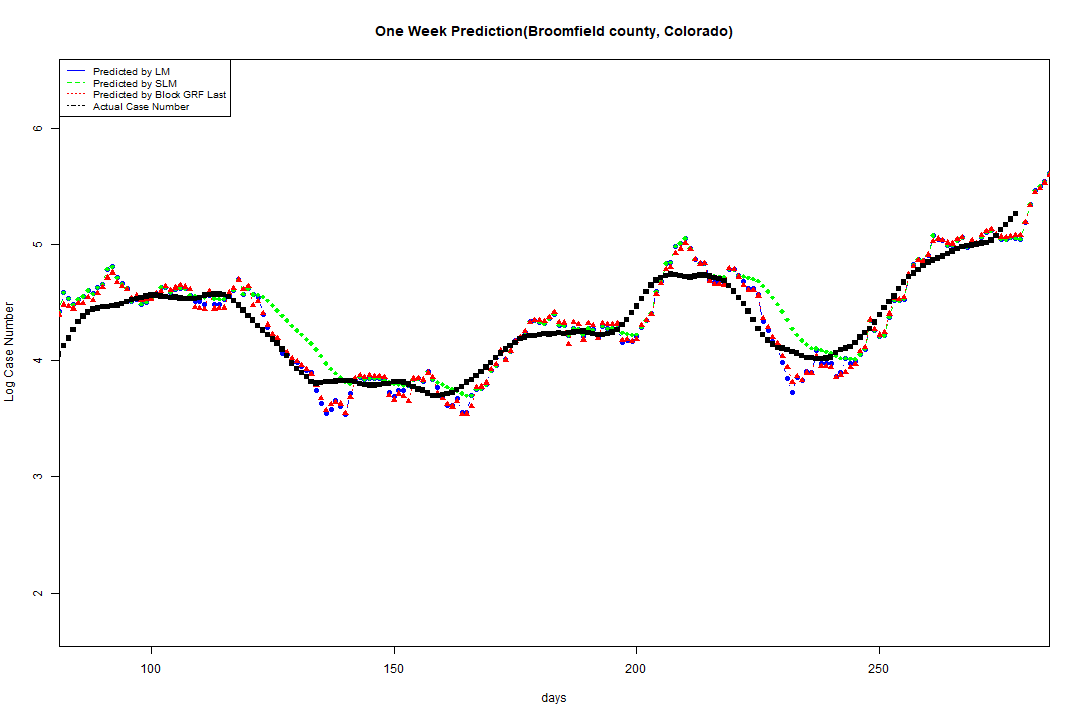 One Week Prediction(Broomfield county, Colorado)
Predicted by LM
Predicted by SLM
Predicted by Block GRF Last
Actual Case Number
Log Case Number
6
5
4
3
2
100 150 200 250
days